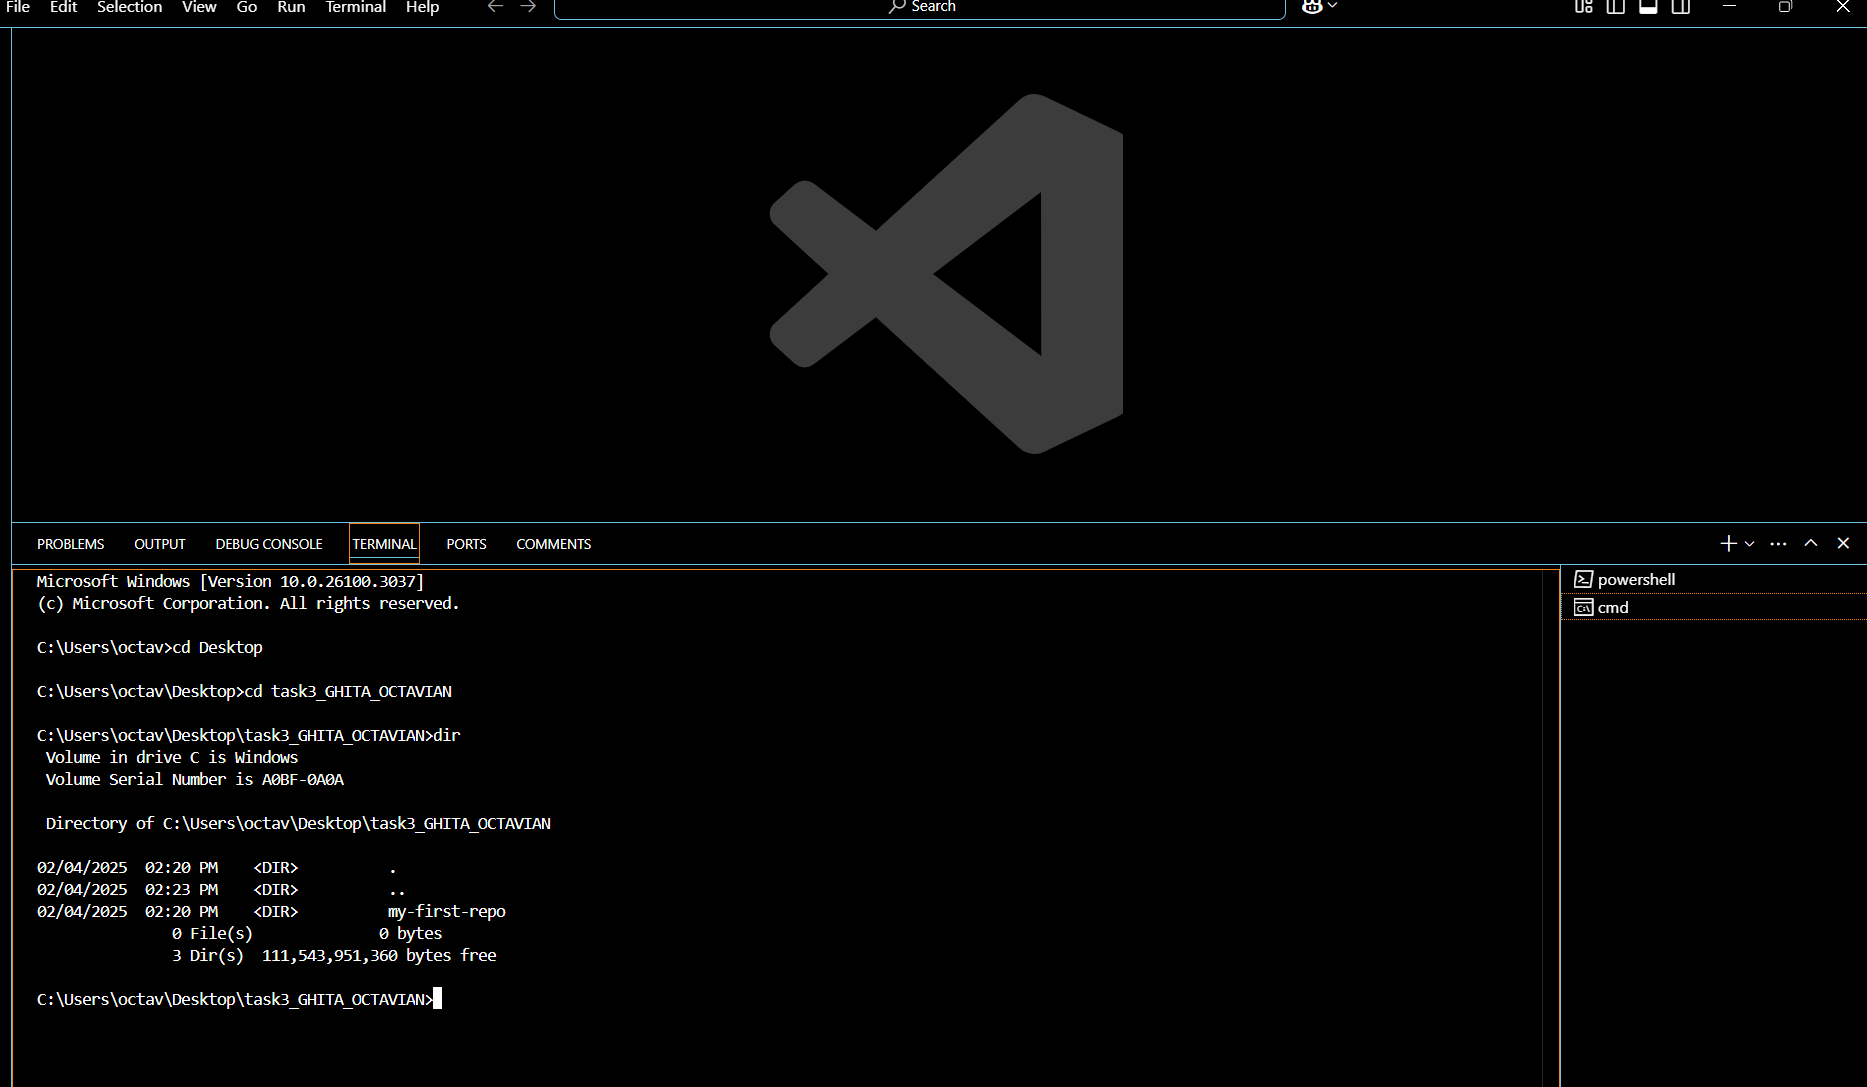 File Edit Selection View Go Run Terminal Help Search
PROBLEMS OUTPUT DEBUG CONSOLE TERMINAL PORTS COMMENTS
Microsoft Windows [Version 10.0.26100.3037]
(c) Microsoft Corporation. All rights reserved.
C:\Users\octav>cd Desktop
C:\Users\octav\Desktop>cd task3_GHITA_OCTAVIAN
C:\Users\octav\Desktop\task3_GHITA_OCTAVIAN>dir
Volume in drive C is Windows
Volume Serial Number is A0BF-0A0A
Directory of C:\Users\octav\Desktop\task3_GHITA_OCTAVIAN
02/04/2025 02:20 PM <DIR> .
02/04/2025 02:23 PM <DIR> ..
02/04/2025 02:20 PM <DIR> my-first-repo
0 File(s) 0 bytes
3 Dir(s) 111,543,951,360 bytes free
C:\Users\octav\Desktop\task3_GHITA_OCTAVIAN>
powershell
cmd